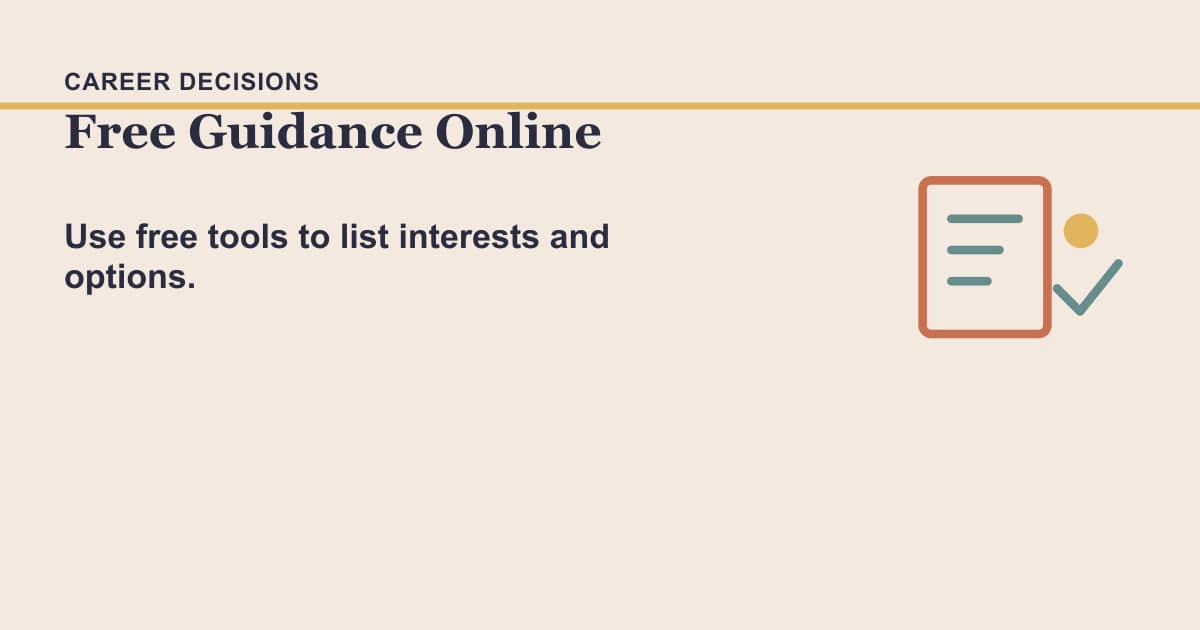 CAREER DECISIONS
Free Guidance Online
Use free tools to list interests and
options.